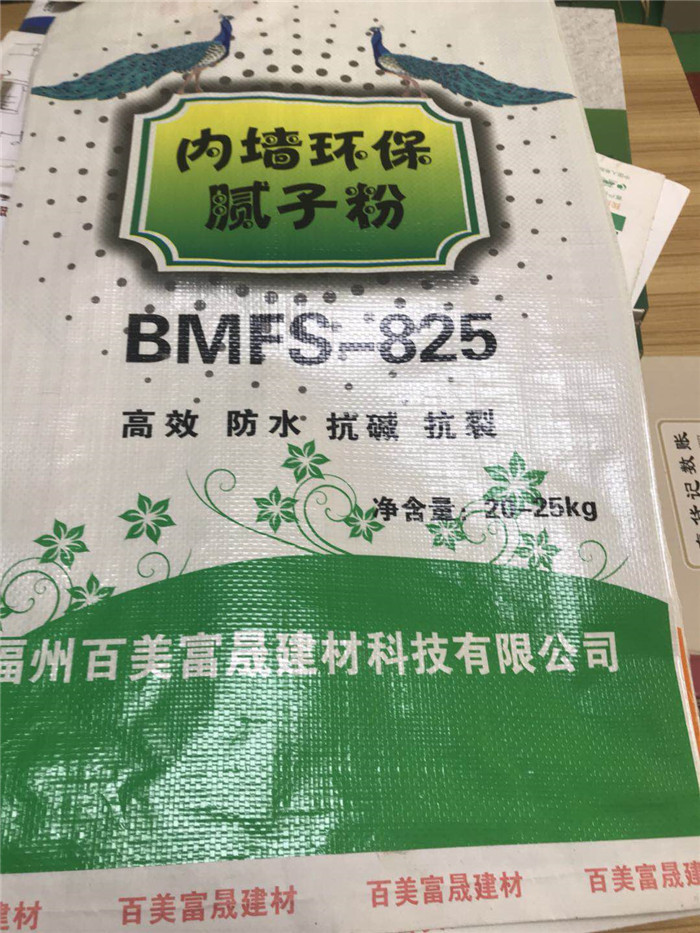 内墙环保
腻子粉
BMFS-825
高效 防水 抗碱 抗裂
净含量：20-25kg
福州百美富晟建材科技有限公司
建材 百美富晟建材 百美富晟建材 百美富晟